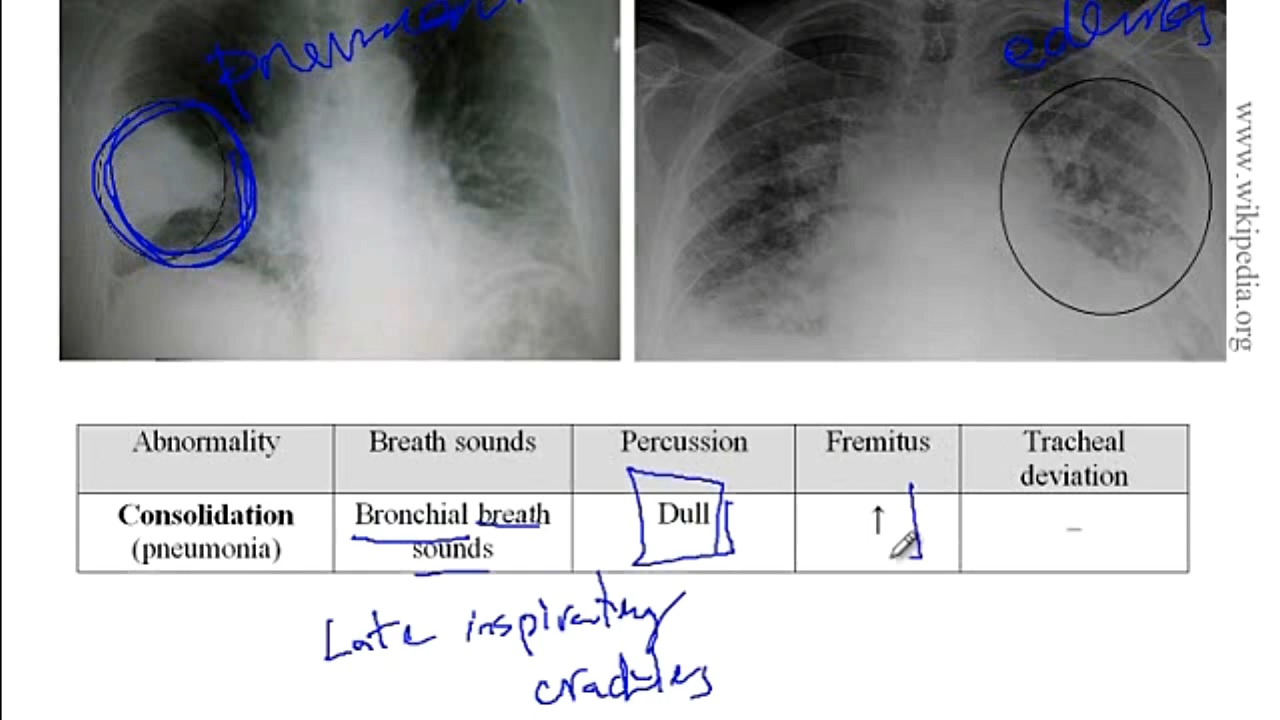 edema
www.wikipedia.org
Abnormality Breath sounds Percussion Fremitus Tracheal
deviation
Consolidation Bronchial breath Dull ↑ –
(pneumonia) sounds
Late inspiratory
crackles